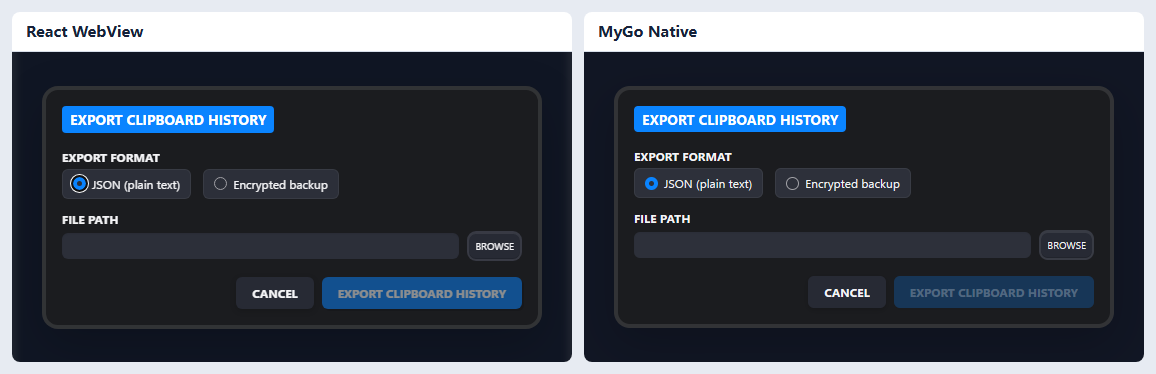 React WebView
EXPORT CLIPBOARD HISTORY
EXPORT FORMAT
JSON (plain text) Encrypted backup
FILE PATH
BROWSE
CANCEL EXPORT CLIPBOARD HISTORY
MyGo Native
EXPORT CLIPBOARD HISTORY
EXPORT FORMAT
JSON (plain text) Encrypted backup
FILE PATH
BROWSE
CANCEL EXPORT CLIPBOARD HISTORY